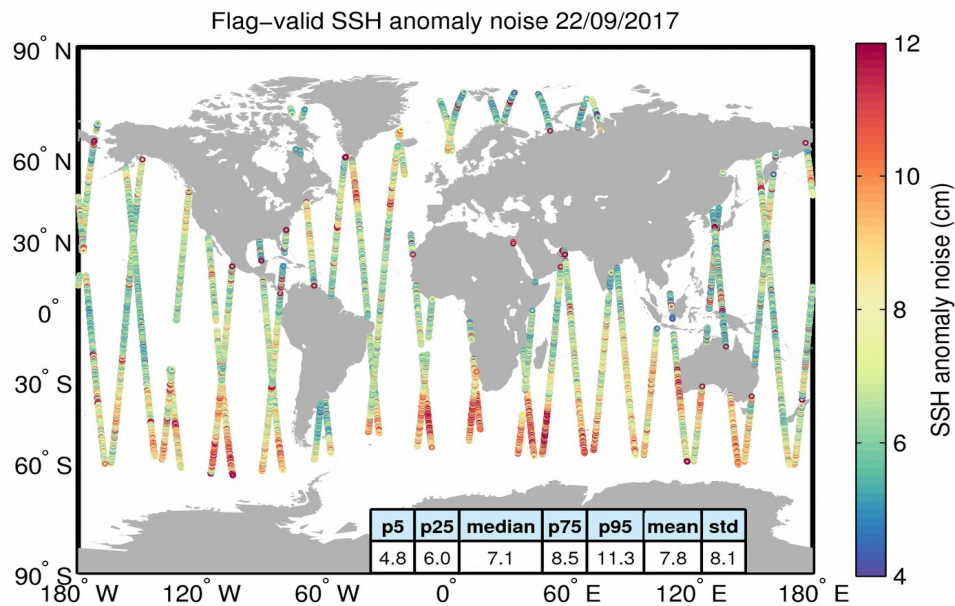 Flag−valid SSH anomaly noise 22/09/2017
90° N
60° N
30° N
0°
30° S
60° S
90° S
180° W
120° W
60° W
0°
60° E
120° E
180° E
p5 p25 median p75 p95 mean std
4.8 6.0 7.1 8.5 11.3 7.8 8.1
12
10
8
6
4
SSH anomaly noise (cm)